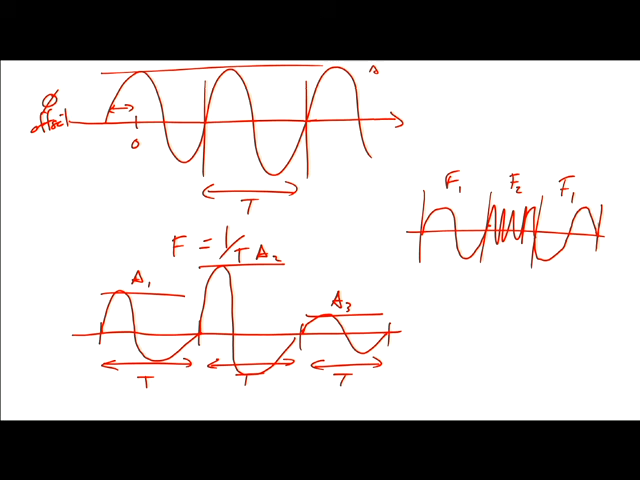 A
Φ
offset
0
T
F₁ F₂ F₁
F = 1/T
A₁ A₂ A₃
T T T